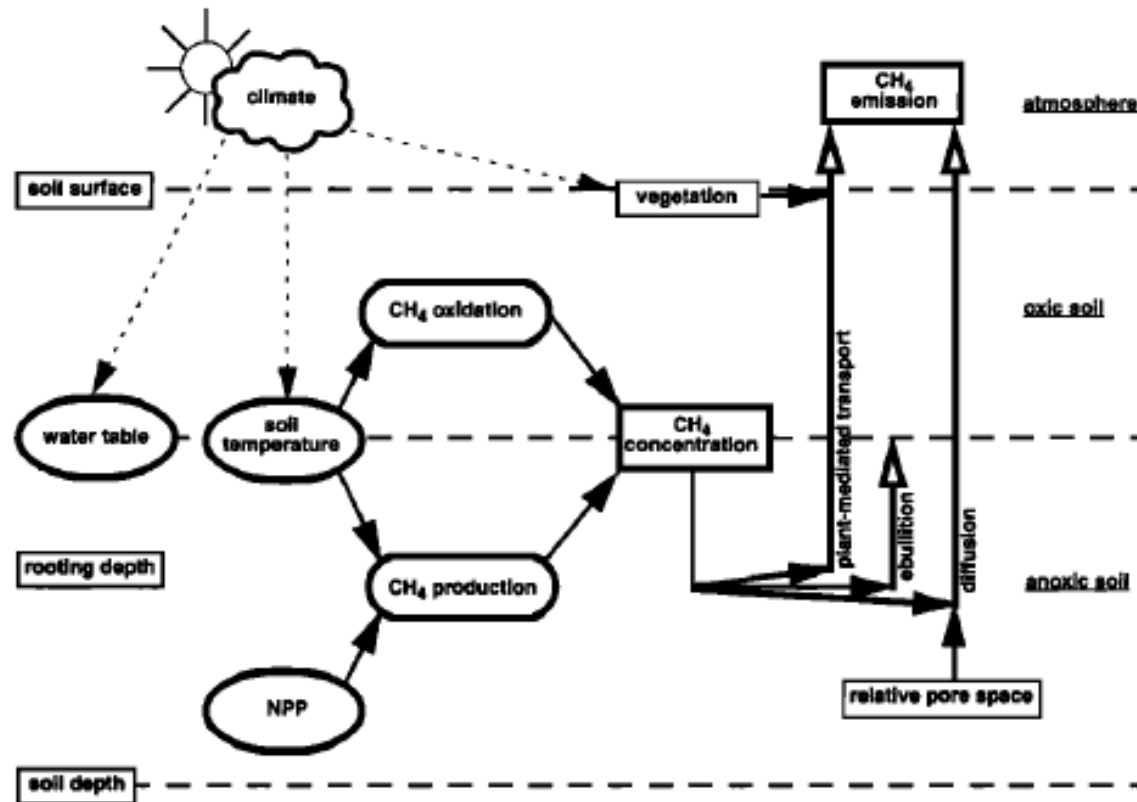 CH₄
emission
climate
atmosphere
soil surface
vegetation
CH₄ oxidation
oxic soil
water table
soil
temperature
CH₄
concentration
plant-mediated transport
ebullition
diffusion
rooting depth
CH₄ production
anoxic soil
NPP
relative pore space
soil depth